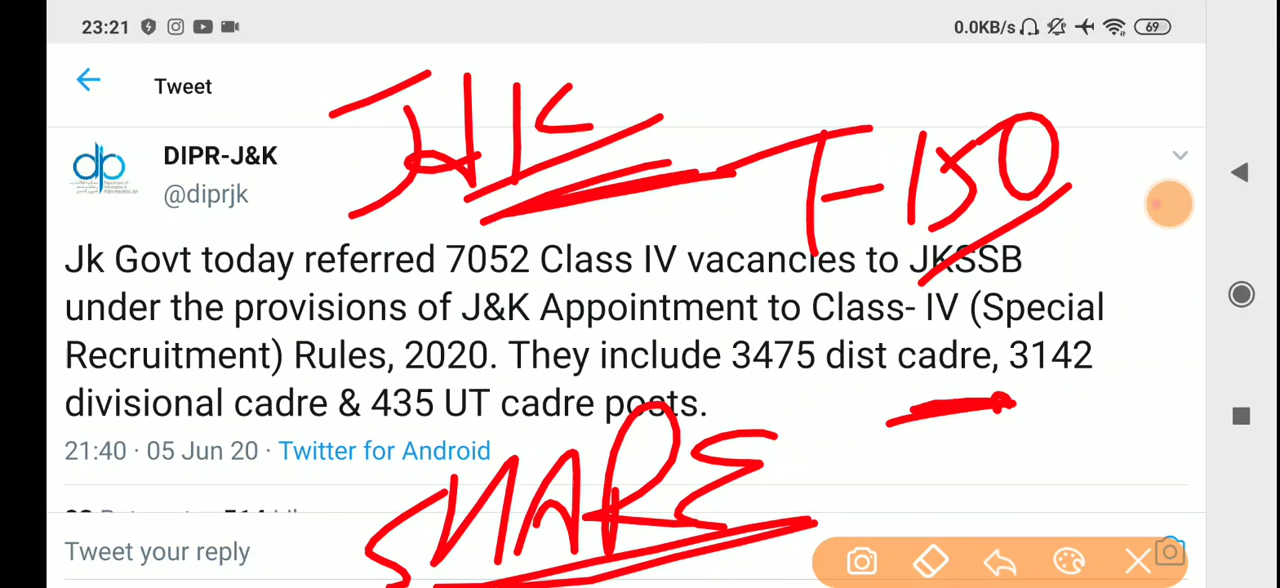 23:21
0.0KB/s
69
Tweet
J&K
DIPR-J&K
@diprjk
F-150
Jk Govt today referred 7052 Class IV vacancies to JKSSB
under the provisions of J&K Appointment to Class- IV (Special
Recruitment) Rules, 2020. They include 3475 dist cadre, 3142
divisional cadre & 435 UT cadre posts.
21:40 · 05 Jun 20 · Twitter for Android
SHARE
Tweet your reply